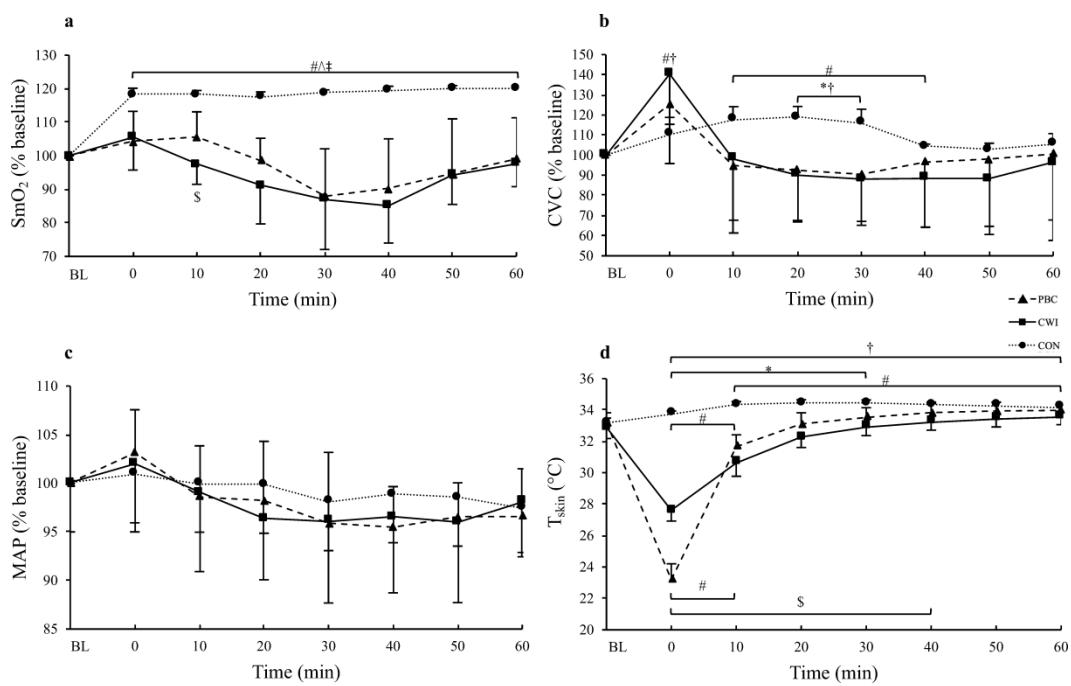 a
130
120
110
100
90
80
70
SmO2 (% baseline)
#/\‡
$
BL 0 10 20 30 40 50 60
Time (min)
b
150
140
130
120
110
100
90
80
70
60
50
CVC (% baseline)
#†
#
*†
BL 0 10 20 30 40 50 60
Time (min)
PBC
CWI
CON
c
110
105
100
95
90
85
MAP (% baseline)
BL 0 10 20 30 40 50 60
Time (min)
d
36
34
32
30
28
26
24
22
20
Tskin (°C)
†
*
#
#
#
$
BL 0 10 20 30 40 50 60
Time (min)